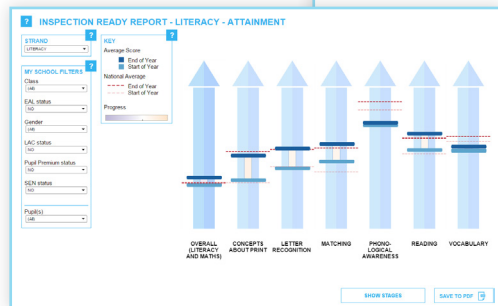 ? INSPECTION READY REPORT - LITERACY - ATTAINMENT
STRAND ?
LITERACY
MY SCHOOL FILTERS ?
Class
(All)
EAL status
NO
Gender
(All)
LAC status
NO
Pupil Premium status
NO
SEN status
NO
Pupil(s)
(All)
KEY ?
Average Score
End of Year
Start of Year
National Average
End of Year
Start of Year
Progress
OVERALL (LITERACY AND MATHS)
CONCEPTS ABOUT PRINT
LETTER RECOGNITION
MATCHING
PHONO-LOGICAL AWARENESS
READING
VOCABULARY
SHOW STAGES
SAVE TO PDF